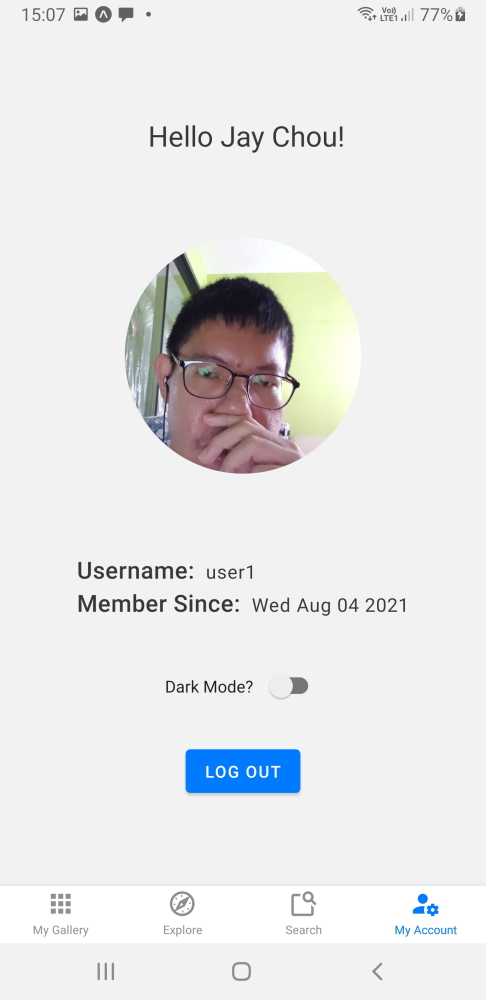 15:07
Vo))
LTE1
77%
Hello Jay Chou!
Username: user1
Member Since: Wed Aug 04 2021
Dark Mode?
LOG OUT
My Gallery
Explore
Search
My Account